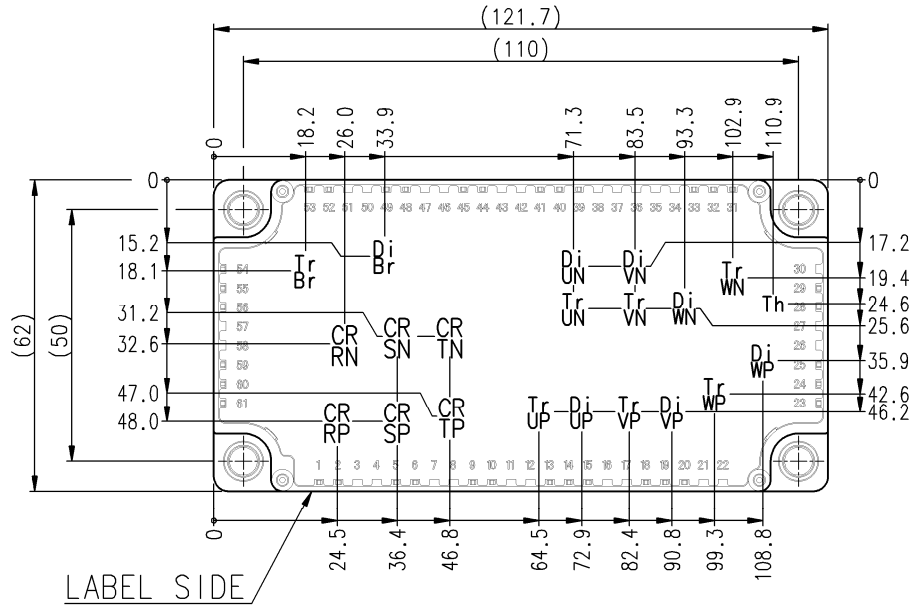 (121.7)
(110)
0 18.2 26.0 33.9 71.3 83.5 93.3 102.9 110.9
0 0
53 52 51 50 49 48 47 46 45 44 43 42 41 40 39 38 37 36 35 34 33 32 31
(62) (50)
15.2 18.1 31.2 32.6 47.0 48.0
17.2 19.4 24.6 25.6 35.9 42.6 46.2
54 55 56 57 58 59 60 61
30 29 28 27 26 25 24 23
Tr
Br
Di
Br
Di
UN
Di
VN
Tr
WN
Tr
UN
Tr
VN
Di
WN
Th
CR
RN
CR
SN
CR
TN
Di
WP
CR
RP
CR
SP
CR
TP
Tr
UP
Di
UP
Tr
VP
Di
VP
Tr
WP
1 2 3 4 5 6 7 8 9 10 11 12 13 14 15 16 17 18 19 20 21 22
0 24.5 36.4 46.8 64.5 72.9 82.4 90.8 99.3 108.8
LABEL SIDE